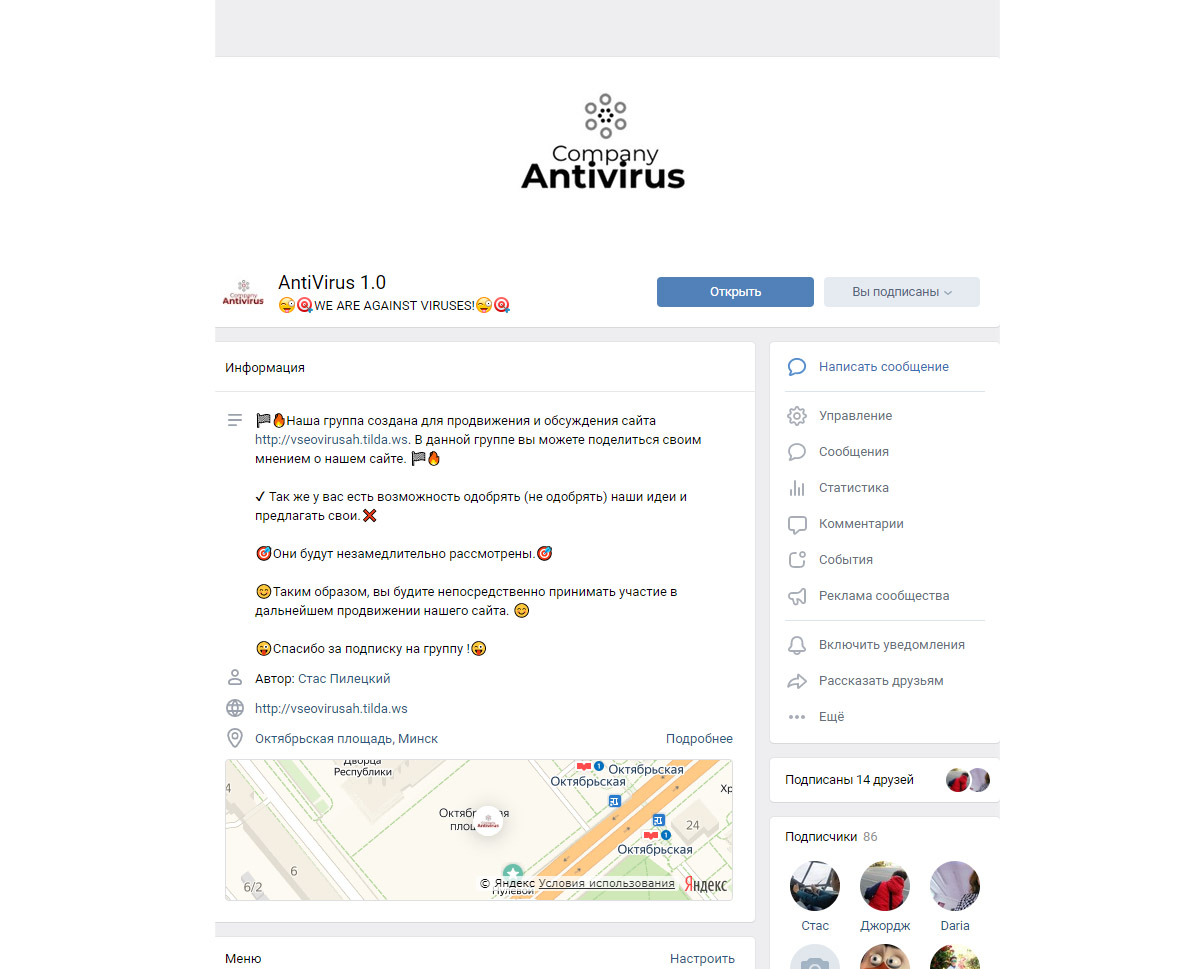 Company
Antivirus
Company
Antivirus
AntiVirus 1.0
😜🎯WE ARE AGAINST VIRUSES!😜🎯
Открыть
Вы подписаны
Информация
🏁🔥Наша группа создана для продвижения и обсуждения сайта
http://vseovirusah.tilda.ws. В данной группе вы можете поделиться своим
мнением о нашем сайте. 🏁🔥
✔ Так же у вас есть возможность одобрять (не одобрять) наши идеи и
предлагать свои.❌
🎯Они будут незамедлительно рассмотрены.🎯
😊Таким образом, вы будите непосредственно принимать участие в
дальнейшем продвижении нашего сайта. 😊
😜Спасибо за подписку на группу !😜
Автор: Стас Пилецкий
http://vseovirusah.tilda.ws
Октябрьская площадь, Минск
Подробнее
Дворца
Республики
1 Октябрьская
Октябрьская
Хр
4
24
1
Октябрьская
6
6/2
Нулевой
© Яндекс Условия использования
Яндекс
Меню
Настроить
Написать сообщение
Управление
Сообщения
Статистика
Комментарии
События
Реклама сообщества
Включить уведомления
Рассказать друзьям
Ещё
Подписаны 14 друзей
Подписчики 86
Стас
Джордж
Daria